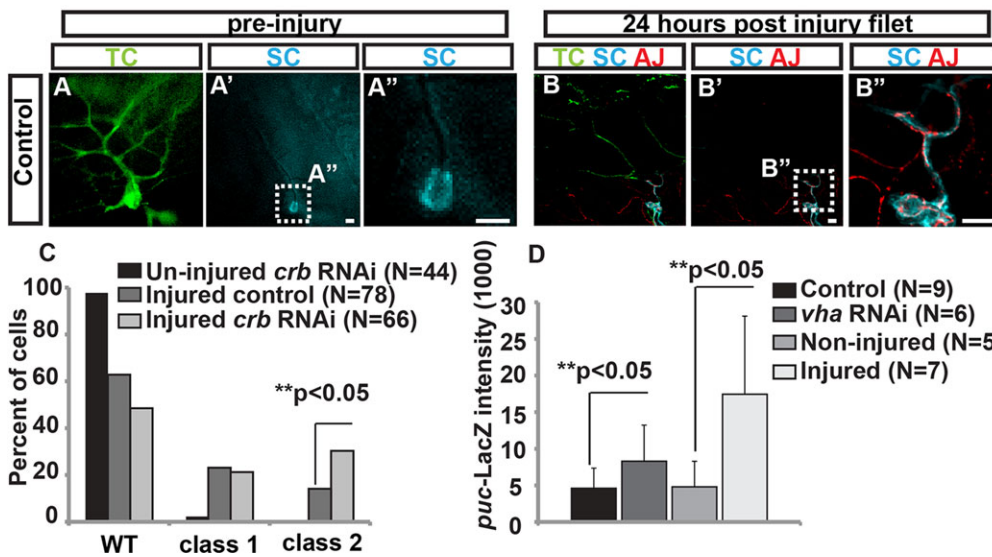 pre-injury
24 hours post injury filet
TC
SC
SC
TC SC AJ
SC AJ
SC AJ
Control
A
A'
A''
A''
B
B'
B''
B''
C
Un-injured crb RNAi (N=44)
Injured control (N=78)
Injured crb RNAi (N=66)
Percent of cells
100
80
60
40
20
0
**p<0.05
WT
class 1
class 2
D
**p<0.05
**p<0.05
Control (N=9)
vha RNAi (N=6)
Non-injured (N=5
Injured (N=7)
puc-LacZ intensity (1000)
30
25
20
15
10
5
0